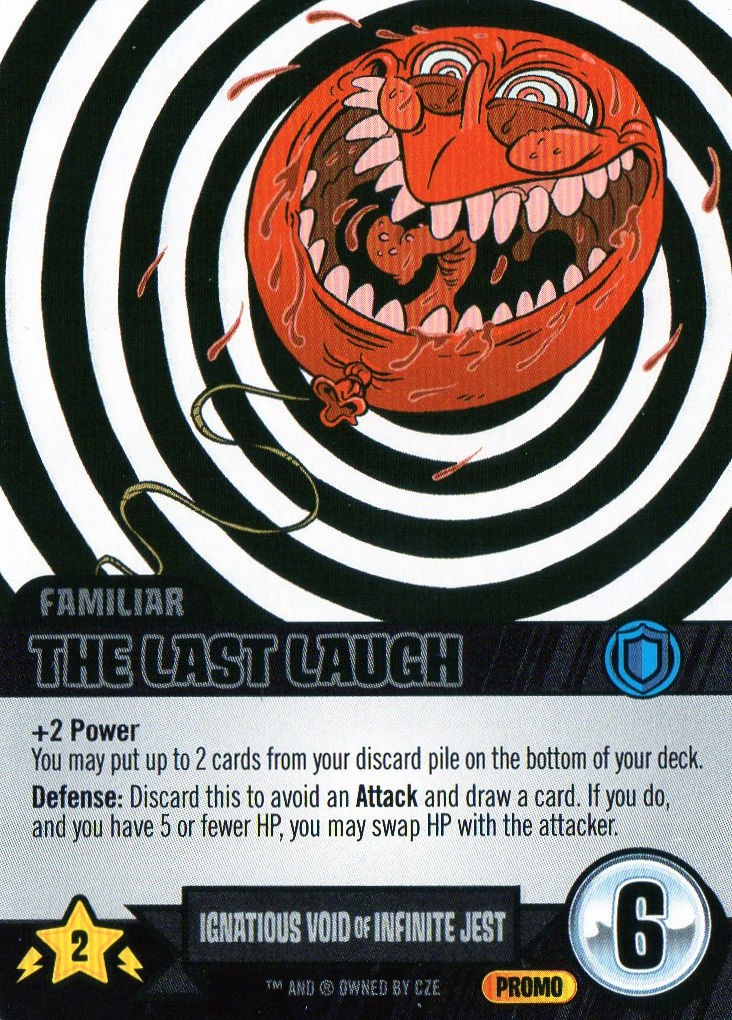 FAMILIAR
THE LAST LAUGH
+2 Power
You may put up to 2 cards from your discard pile on the bottom of your deck.
Defense: Discard this to avoid an Attack and draw a card. If you do,
and you have 5 or fewer HP, you may swap HP with the attacker.
2
IGNATIOUS VOID OF INFINITE JEST
6
™ AND ® OWNED BY CZE
PROMO